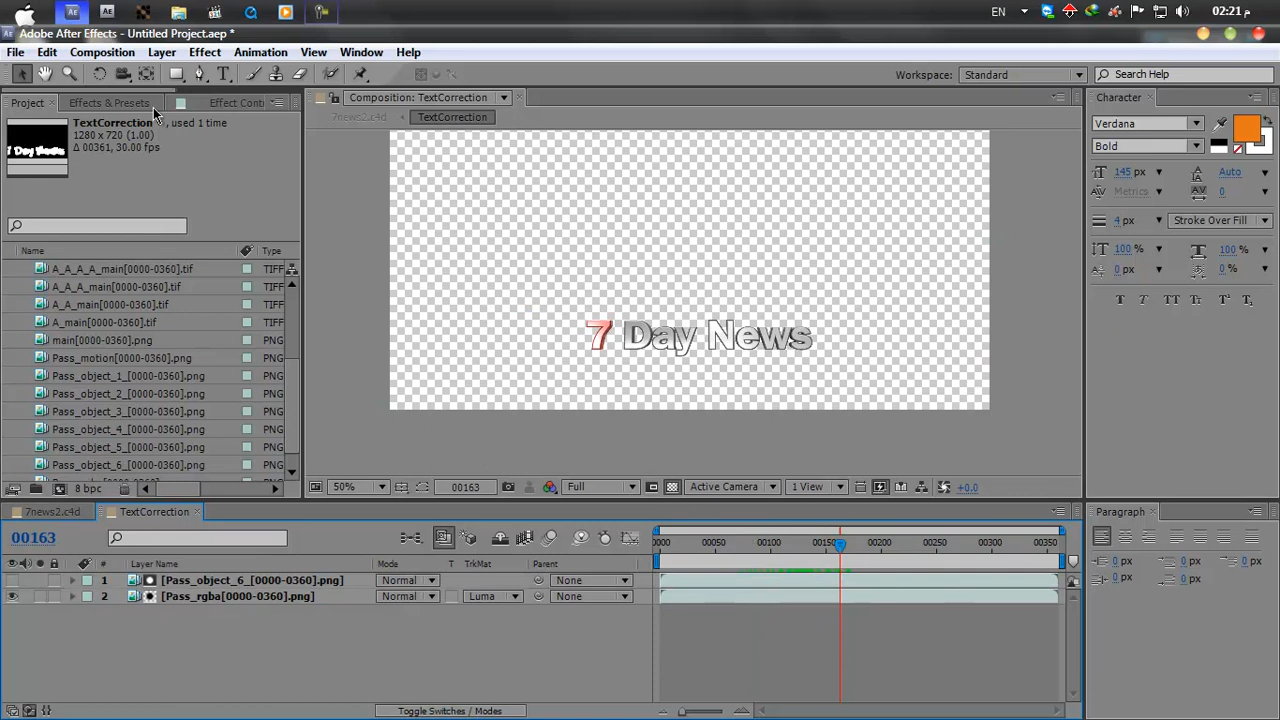 EN
02:21 م
Adobe After Effects - Untitled Project.aep *
File Edit Composition Layer Effect Animation View Window Help
Workspace: Standard
Search Help
Project Effects & Presets Effect Cont
TextCorrection , used 1 time
1280 x 720 (1.00)
Δ 00361, 30.00 fps
Name Type
A_A_A_A_main[0000-0360].tif TIFF
A_A_A_main[0000-0360].tif TIFF
A_A_main[0000-0360].tif TIFF
A_main[0000-0360].tif TIFF
main[0000-0360].png PNG
Pass_motion[0000-0360].png PNG
Pass_object_1_[0000-0360].png PNG
Pass_object_2_[0000-0360].png PNG
Pass_object_3_[0000-0360].png PNG
Pass_object_4_[0000-0360].png PNG
Pass_object_5_[0000-0360].png PNG
Pass_object_6_[0000-0360].png PNG
8 bpc
Composition: TextCorrection
7news2.c4d TextCorrection
7 Day News
50% 00163 Full Active Camera 1 View +0.0
Character
Verdana
Bold
145 px Auto
Metrics 0
4 px Stroke Over Fill
100 % 100 %
0 px 0 %
T T TT Tt T¹ T₁
7news2.c4d TextCorrection
00163
0000 00050 00100 00150 00200 00250 00300 00350
# Layer Name Mode T TrkMat Parent
1 [Pass_object_6_[0000-0360].png] Normal None
2 [Pass_rgba[0000-0360].png] Normal Luma None
Toggle Switches / Modes
Paragraph
0 px 0 px 0 px
0 px 0 px